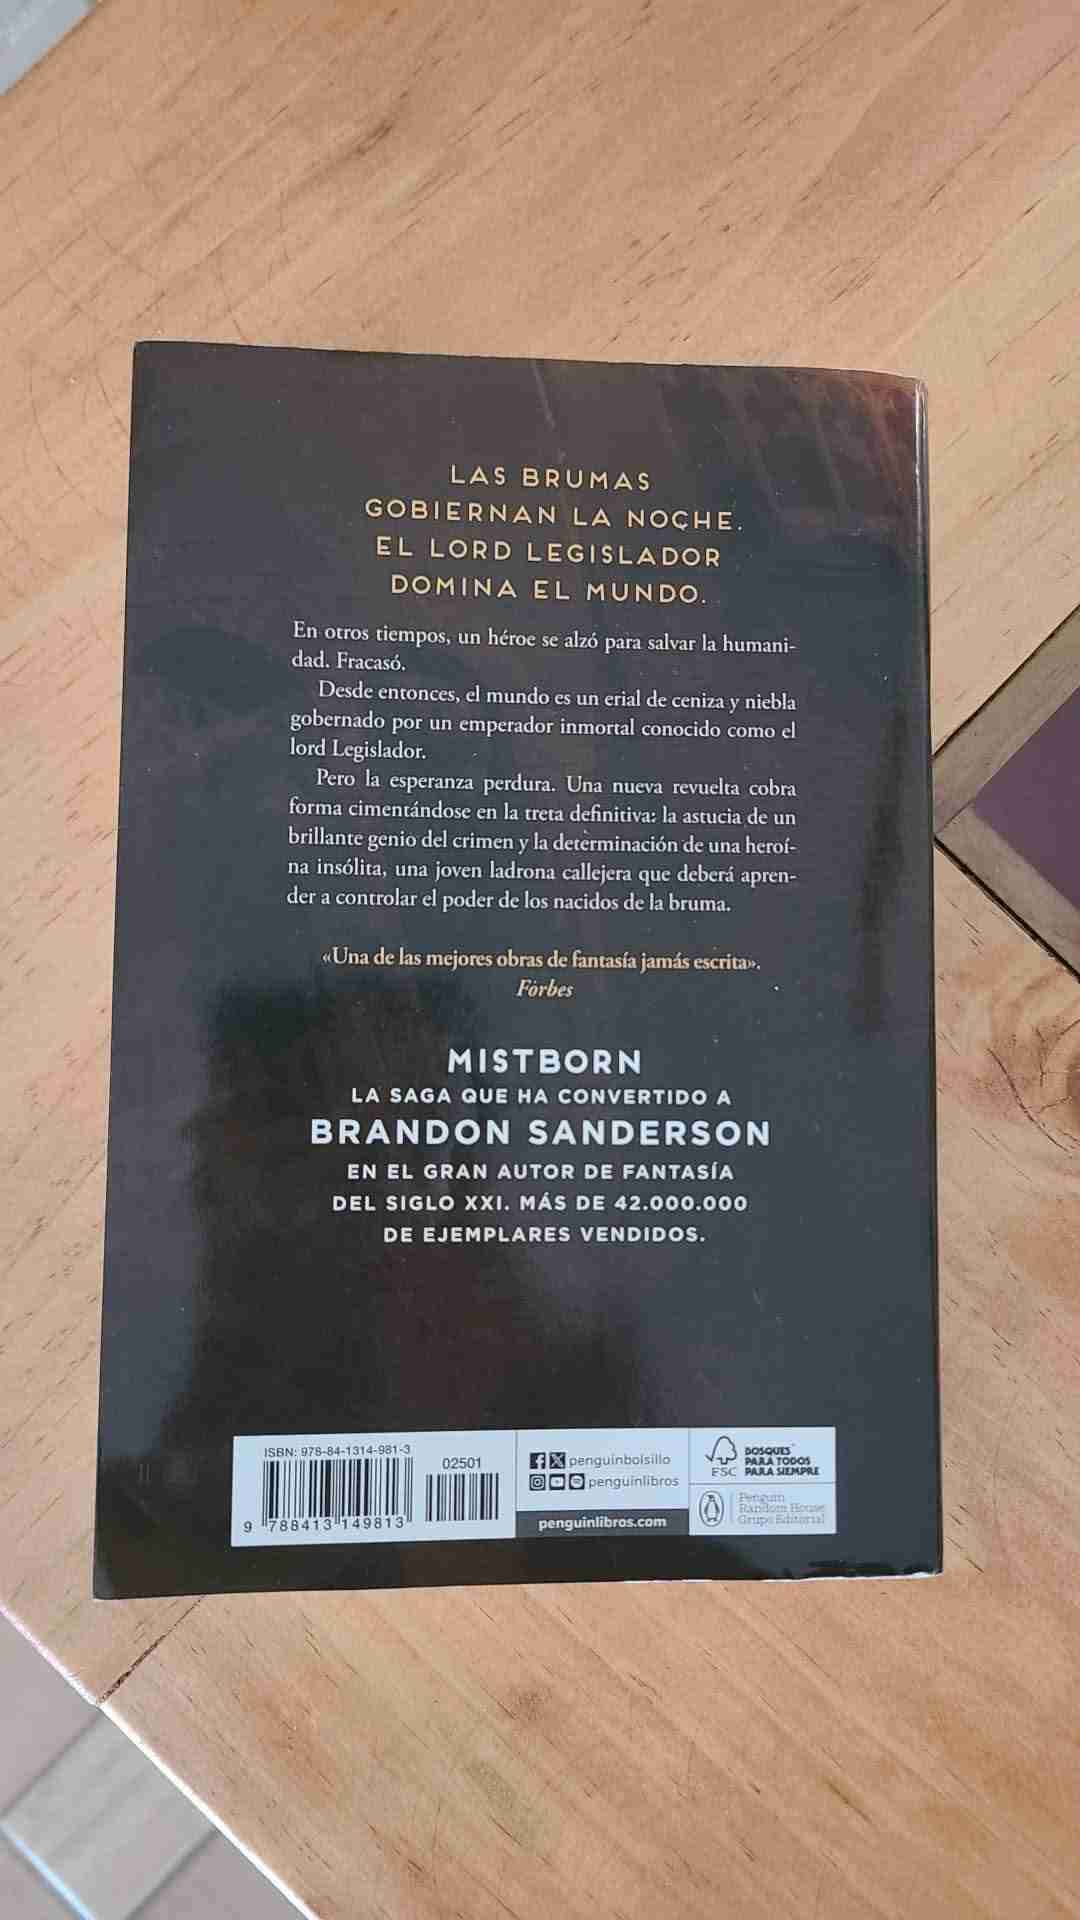 LAS BRUMAS
GOBIERNAN LA NOCHE.
EL LORD LEGISLADOR
DOMINA EL MUNDO.
En otros tiempos, un héroe se alzó para salvar la humani-
dad. Fracasó.
Desde entonces, el mundo es un erial de ceniza y niebla
gobernado por un emperador inmortal conocido como el
lord Legislador.
Pero la esperanza perdura. Una nueva revuelta cobra
forma cimentándose en la treta definitiva: la astucia de un
brillante genio del crimen y la determinación de una heroí-
na insólita, una joven ladrona callejera que deberá apren-
der a controlar el poder de los nacidos de la bruma.
«Una de las mejores obras de fantasía jamás escrita».
Forbes
MISTBORN
LA SAGA QUE HA CONVERTIDO A
BRANDON SANDERSON
EN EL GRAN AUTOR DE FANTASÍA
DEL SIGLO XXI. MÁS DE 42.000.000
DE EJEMPLARES VENDIDOS.
ISBN: 978-84-1314-981-3
02501
9 788413 149813
penguinbolsillo
penguinlibros
penguinlibros.com
FSC
BOSQUES
PARA TODOS
PARA SIEMPRE
Penguin
Random House
Grupo Editorial